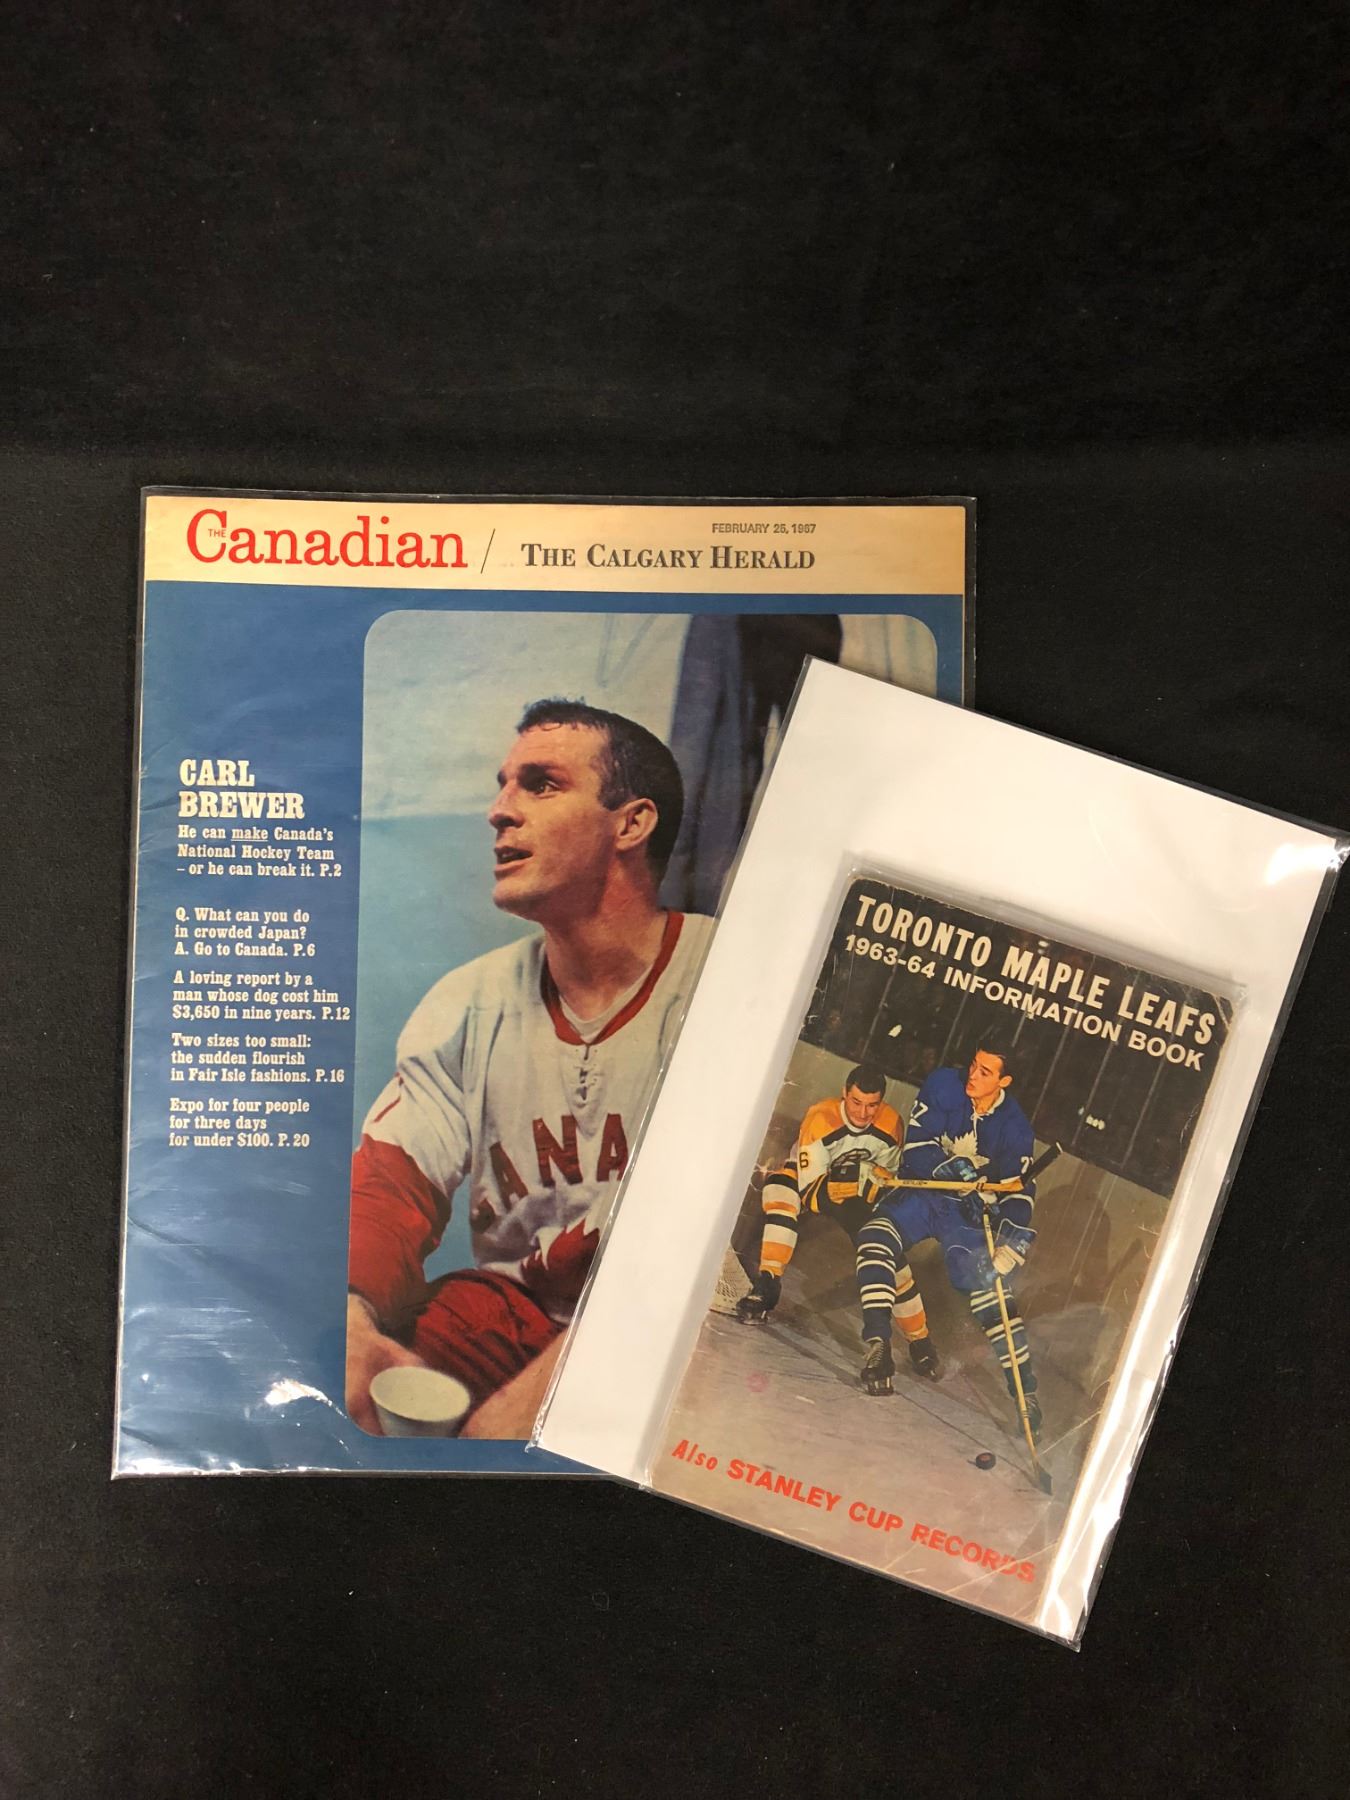 THE Canadian / THE CALGARY HERALD
FEBRUARY 25, 1967
CARL
BREWER
He can make Canada's
National Hockey Team
– or he can break it. P.2
Q. What can you do
in crowded Japan?
A. Go to Canada. P.6
A loving report by a
man whose dog cost him
$3,650 in nine years. P.12
Two sizes too small:
the sudden flourish
in Fair Isle fashions. P.16
Expo for four people
for three days
for under $100. P.20
ANA
TORONTO MAPLE LEAFS
1963-64 INFORMATION BOOK
6
27
Also STANLEY CUP RECORDS